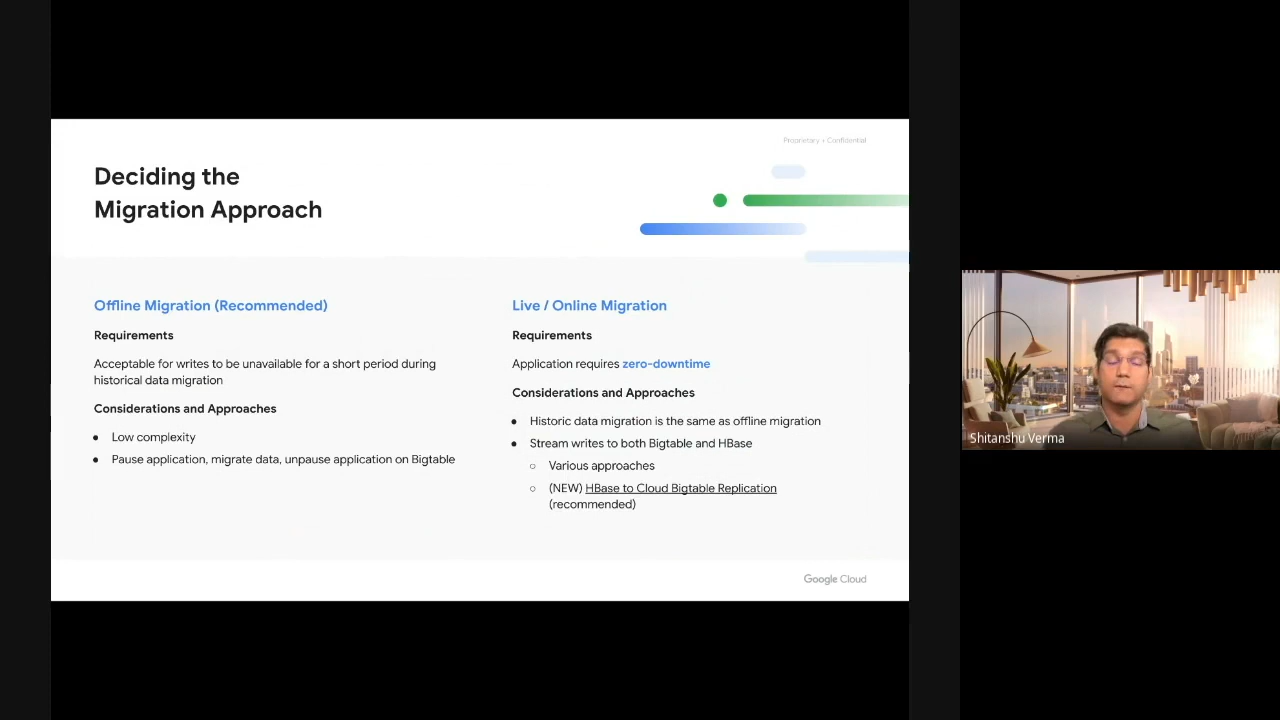 Proprietary + Confidential
Deciding the
Migration Approach
Offline Migration (Recommended)
Requirements
Acceptable for writes to be unavailable for a short period during
historical data migration
Considerations and Approaches
● Low complexity
● Pause application, migrate data, unpause application on Bigtable
Live / Online Migration
Requirements
Application requires zero-downtime
Considerations and Approaches
● Historic data migration is the same as offline migration
● Stream writes to both Bigtable and HBase
○ Various approaches
○ (NEW) HBase to Cloud Bigtable Replication
(recommended)
Google Cloud
Shitanshu Verma